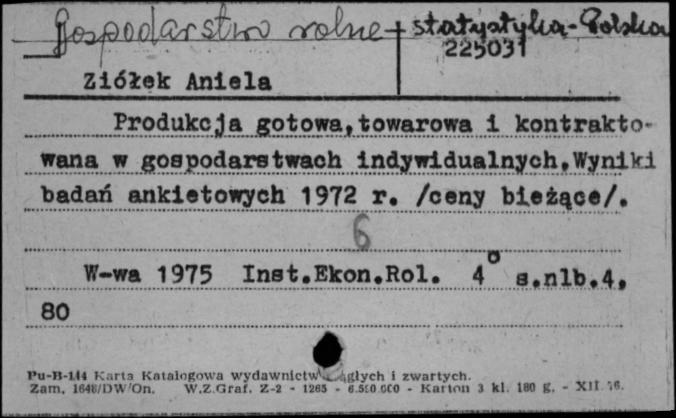 Gospodarstwo rolne + statystyka - Polska
225031
Ziółek Aniela
Produkcja gotowa, towarowa i kontrakto-
wana w gospodarstwach indywidualnych. Wyniki
badań ankietowych 1972 r. /ceny bieżące/.
6
W-wa 1975 Inst.Ekon.Rol. 4° s.nlb.4,
80
Pu-B-144 Karta Katalogowa wydawnictw ciągłych i zwartych.
Zam. 1648/DW/On. W.Z.Graf. Z-2 - 1265 - 6.500.000 - Karton 3 kl. 180 g. - XII.76.